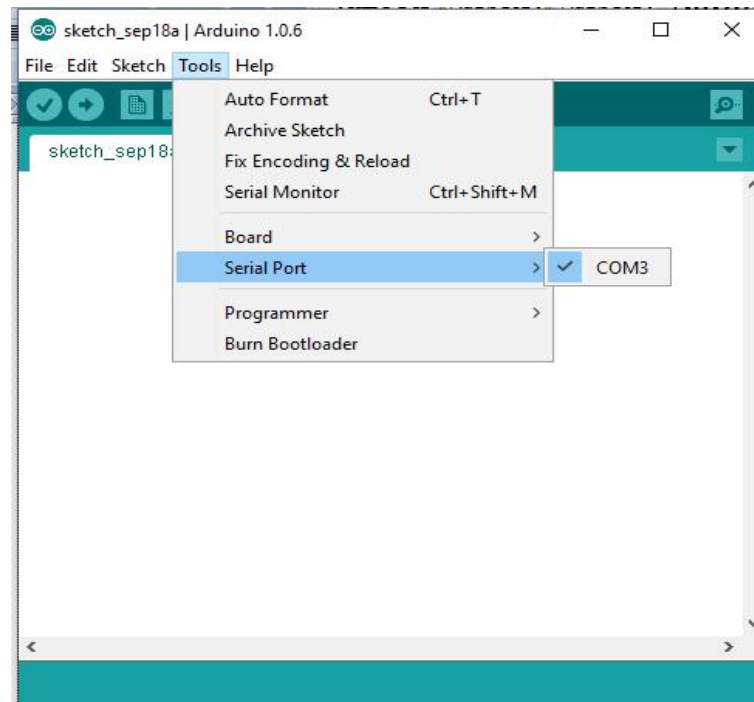 sketch_sep18a | Arduino 1.0.6
File Edit Sketch Tools Help
sketch_sep18a
Auto Format Ctrl+T
Archive Sketch
Fix Encoding & Reload
Serial Monitor Ctrl+Shift+M
Board
Serial Port
COM3
Programmer
Burn Bootloader